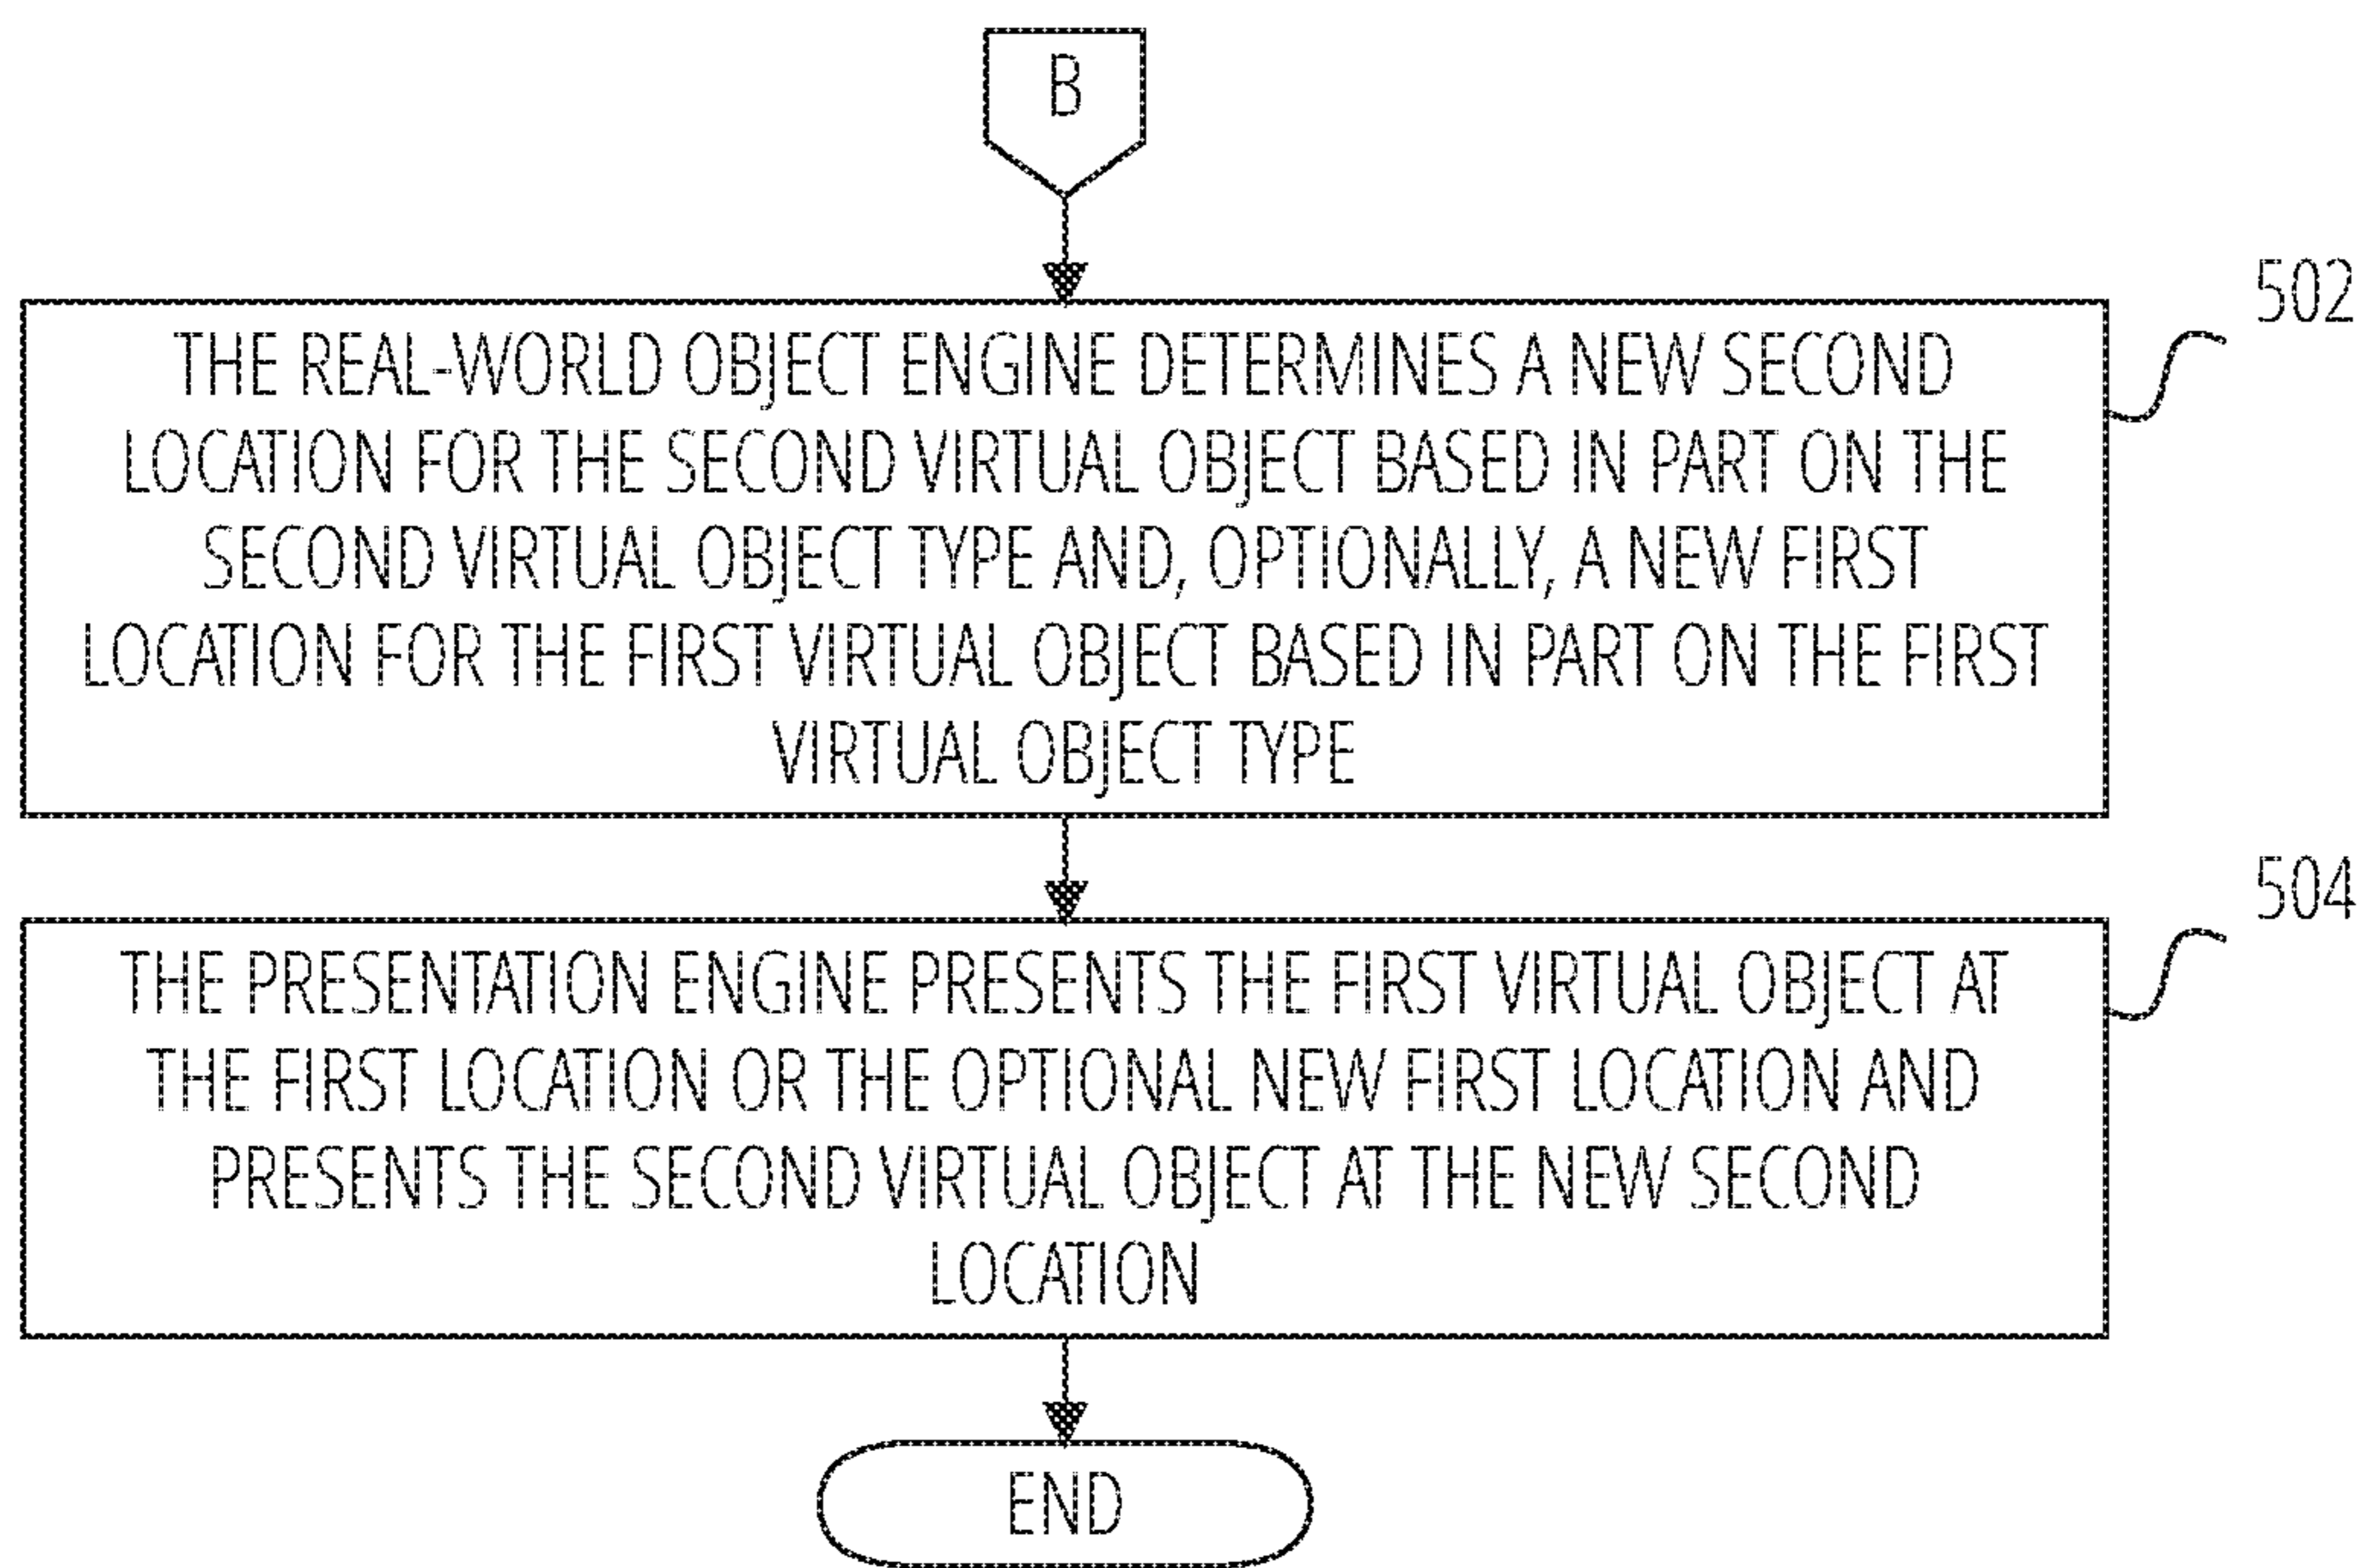 B
502
THE REAL-WORLD OBJECT ENGINE DETERMINES A NEW SECOND
LOCATION FOR THE SECOND VIRTUAL OBJECT BASED IN PART ON THE
SECOND VIRTUAL OBJECT TYPE AND, OPTIONALLY, A NEW FIRST
LOCATION FOR THE FIRST VIRTUAL OBJECT BASED IN PART ON THE FIRST
VIRTUAL OBJECT TYPE
504
THE PRESENTATION ENGINE PRESENTS THE FIRST VIRTUAL OBJECT AT
THE FIRST LOCATION OR THE OPTIONAL NEW FIRST LOCATION AND
PRESENTS THE SECOND VIRTUAL OBJECT AT THE NEW SECOND
LOCATION
END